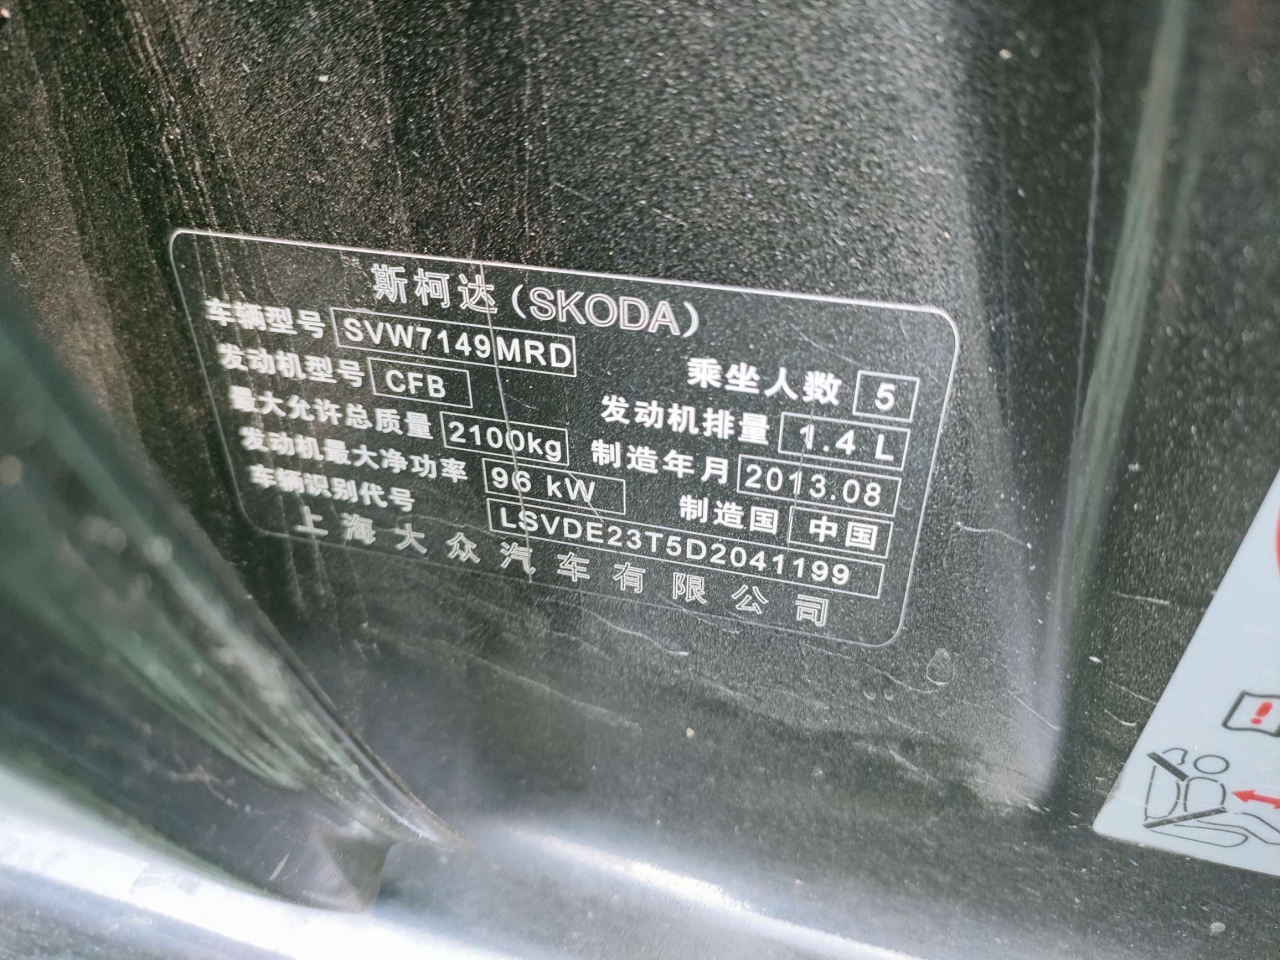 斯柯达(SKODA)
车辆型号 SVW7149MRD
乘坐人数 5
发动机型号 CFB
发动机排量 1.4 L
最大允许总质量 2100kg
制造年月 2013.08
发动机最大净功率 96 kW
制造国 中国
车辆识别代号 LSVDE23T5D2041199
上海大众汽车有限公司